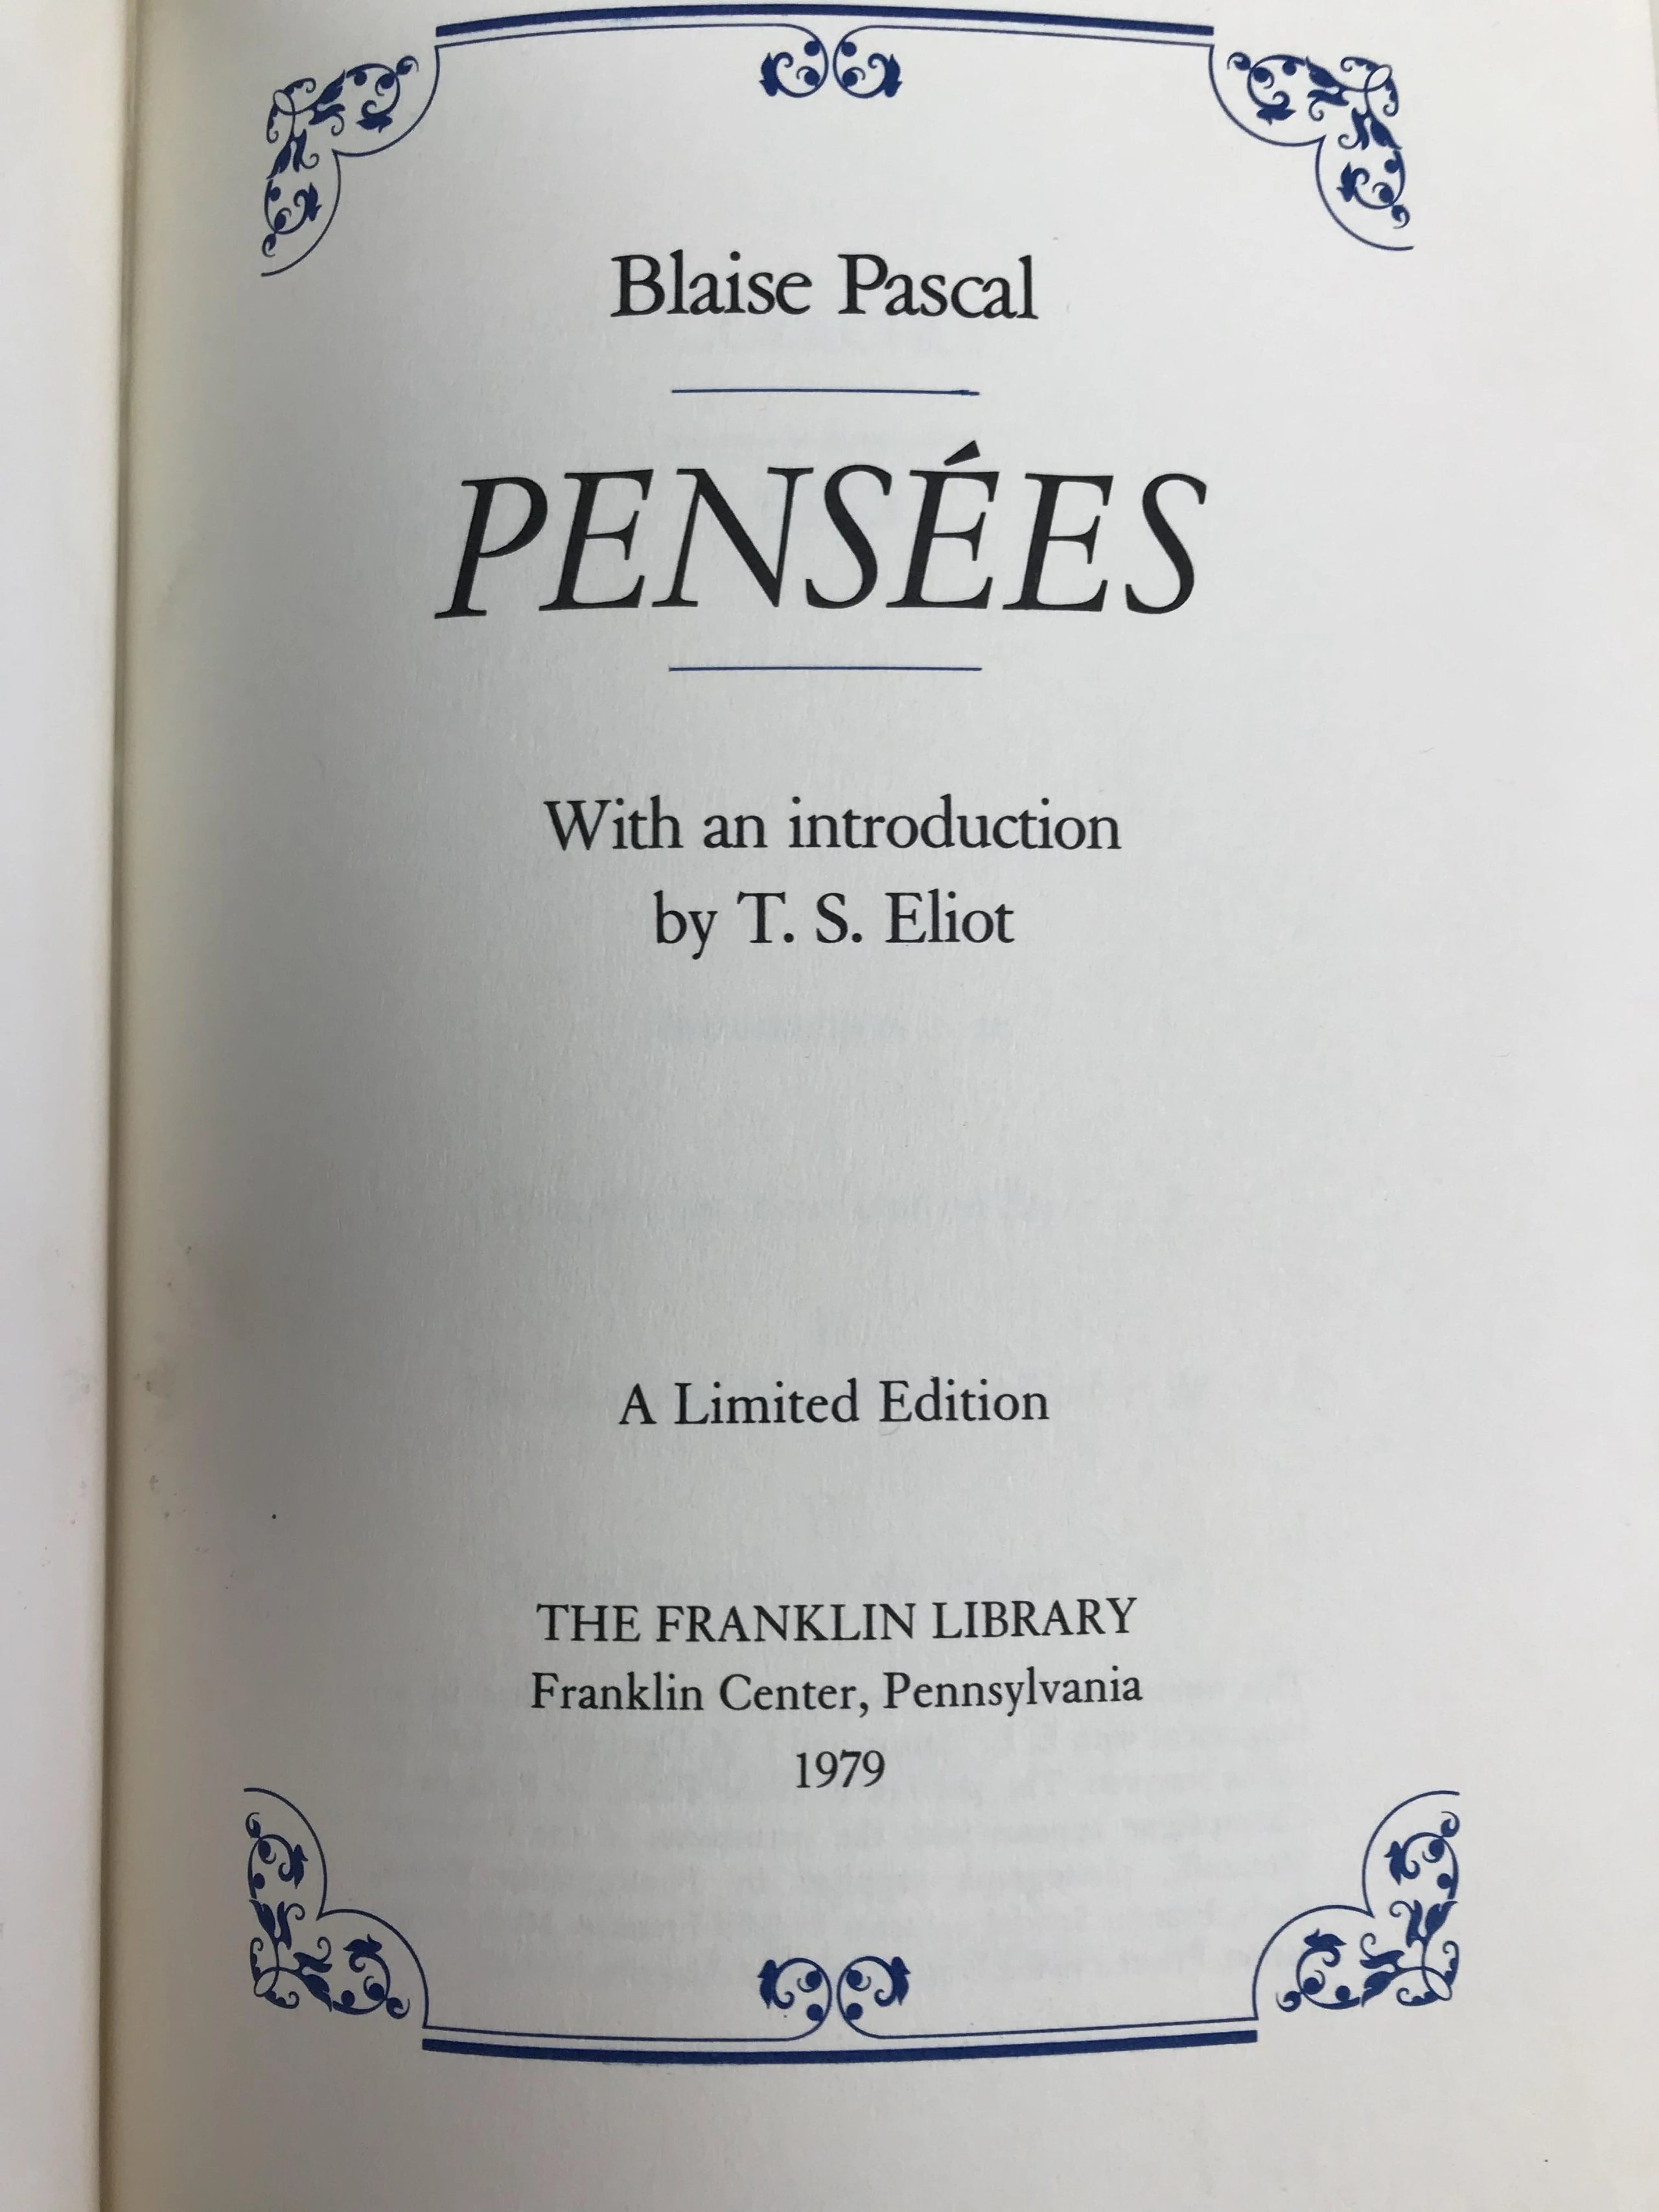 Blaise Pascal
PENSÉES
With an introduction
by T. S. Eliot
A Limited Edition
THE FRANKLIN LIBRARY
Franklin Center, Pennsylvania
1979